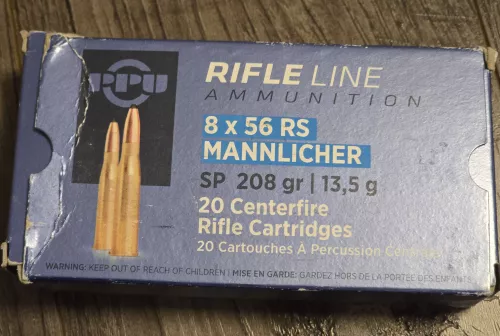 PPU
RIFLE LINE
AMMUNITION
8 x 56 RS
MANNLICHER
SP 208 gr | 13,5 g
20 Centerfire
Rifle Cartridges
20 Cartouches À Percussion Centrale
WARNING: KEEP OUT OF REACH OF CHILDREN | MISE EN GARDE: GARDEZ HORS DE LA PORTÉE DES ENFANTS